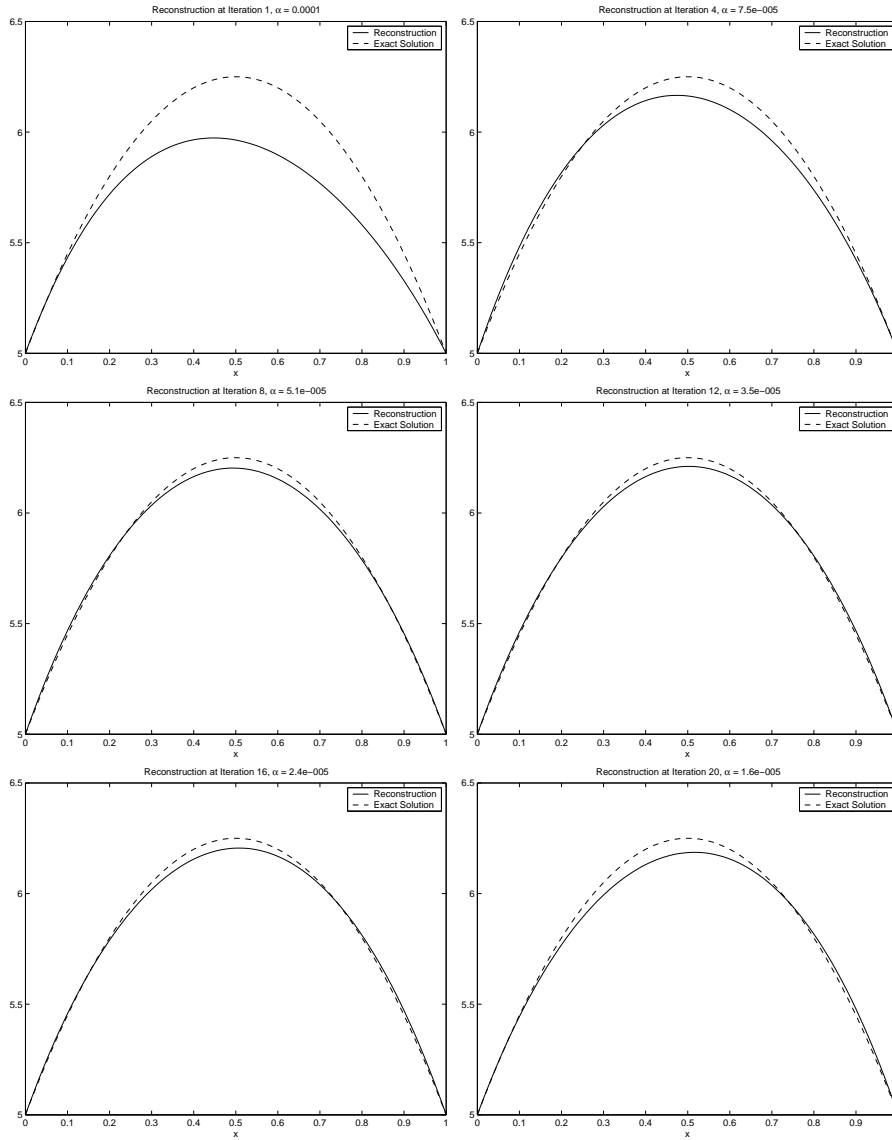 Reconstruction at Iteration 1, α = 0.0001
Reconstruction
Exact Solution
6.5
6
5.5
5
0 0.1 0.2 0.3 0.4 0.5 0.6 0.7 0.8 0.9 1
x
Reconstruction at Iteration 4, α = 7.5e−005
Reconstruction
Exact Solution
6.5
6
5.5
5
0 0.1 0.2 0.3 0.4 0.5 0.6 0.7 0.8 0.9
x
Reconstruction at Iteration 8, α = 5.1e−005
Reconstruction
Exact Solution
6.5
6
5.5
5
0 0.1 0.2 0.3 0.4 0.5 0.6 0.7 0.8 0.9 1
x
Reconstruction at Iteration 12, α = 3.5e−005
Reconstruction
Exact Solution
6.5
6
5.5
5
0 0.1 0.2 0.3 0.4 0.5 0.6 0.7 0.8 0.9
x
Reconstruction at Iteration 16, α = 2.4e−005
Reconstruction
Exact Solution
6.5
6
5.5
5
0 0.1 0.2 0.3 0.4 0.5 0.6 0.7 0.8 0.9 1
x
Reconstruction at Iteration 20, α = 1.6e−005
Reconstruction
Exact Solution
6.5
6
5.5
5
0 0.1 0.2 0.3 0.4 0.5 0.6 0.7 0.8 0.9
x